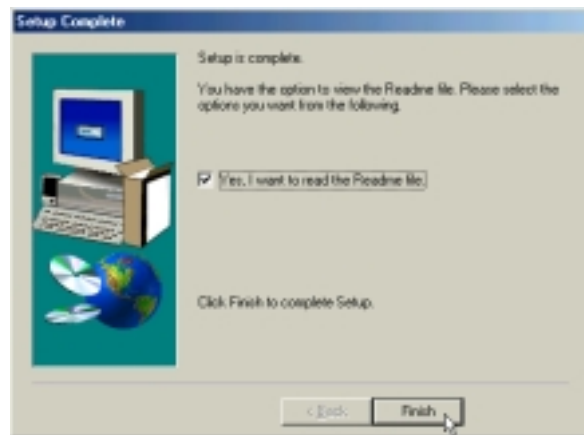 Setup Complete
Setup is complete.
You have the option to view the Readme file. Please select the
options you want from the following.
Yes, I want to read the Readme file.
Click Finish to complete Setup.
< Back
Finish